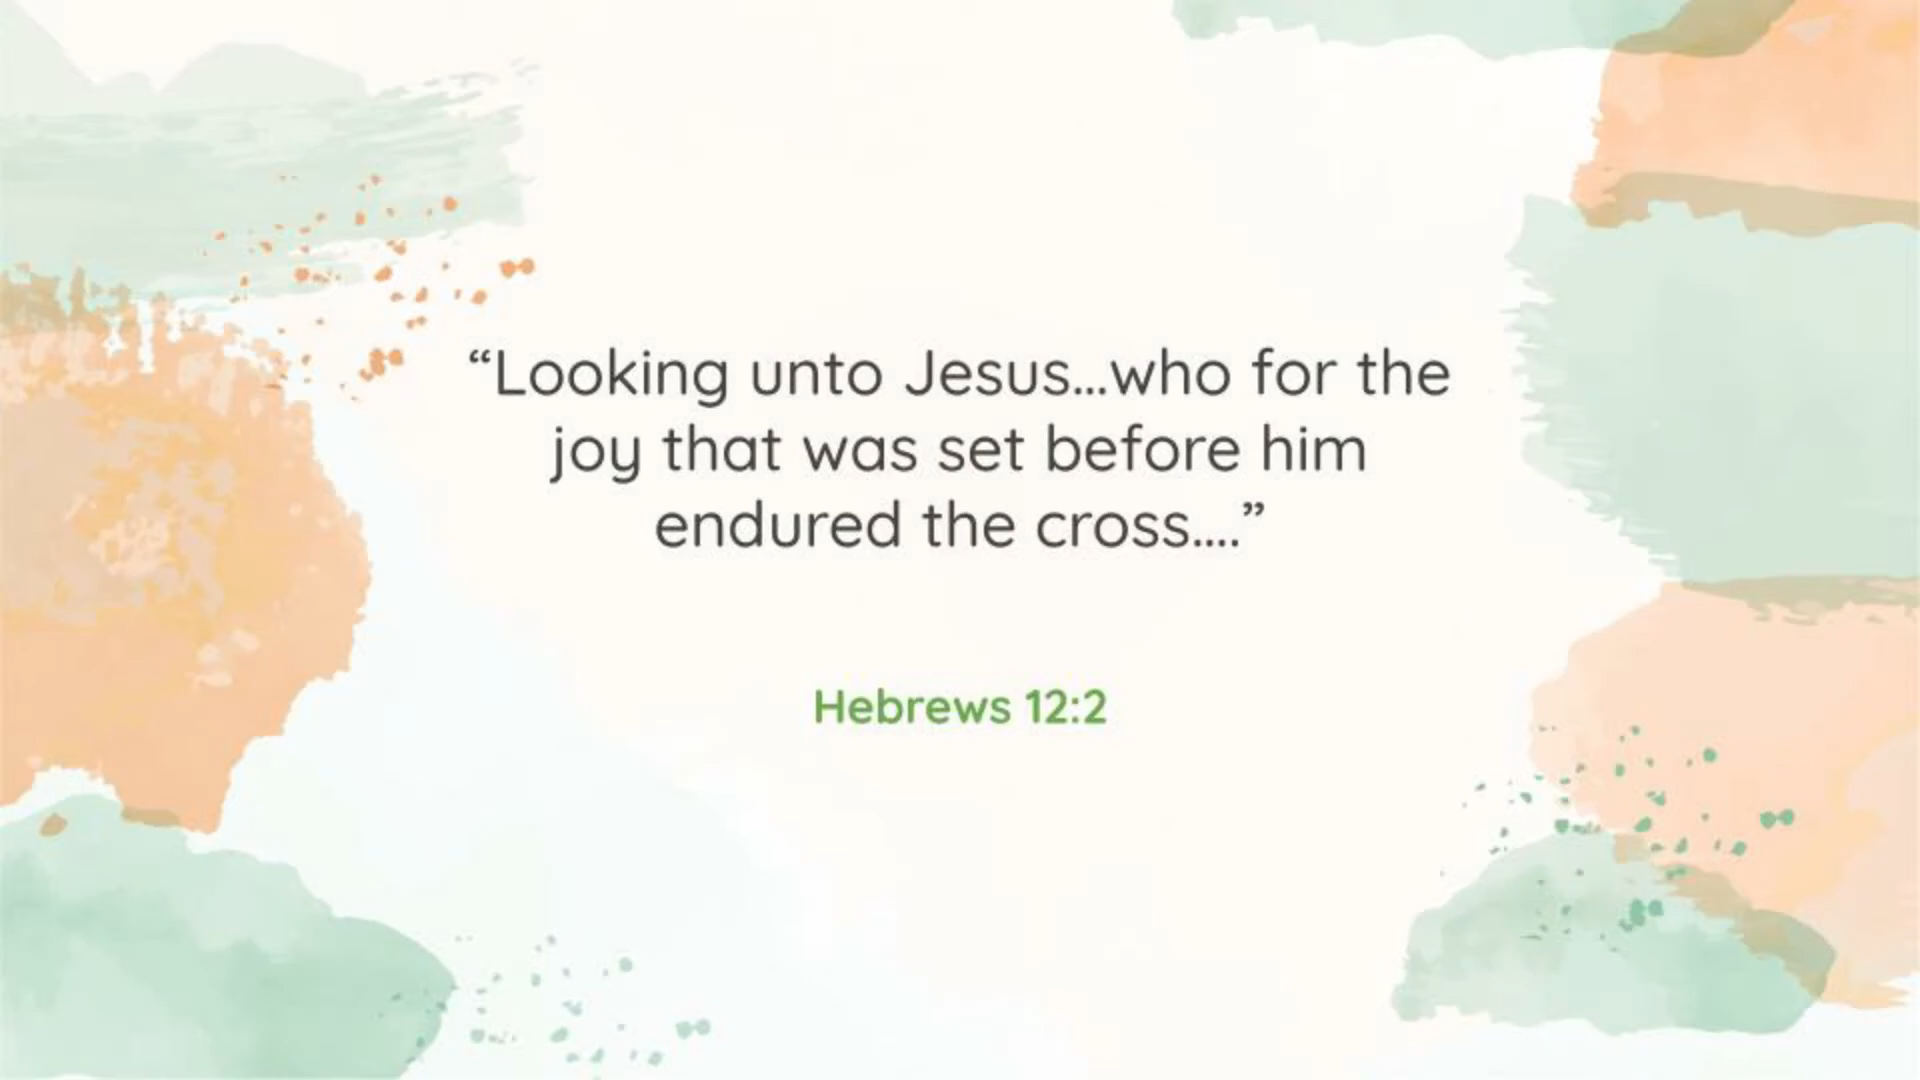 “Looking unto Jesus...who for the
joy that was set before him
endured the cross....”
Hebrews 12:2